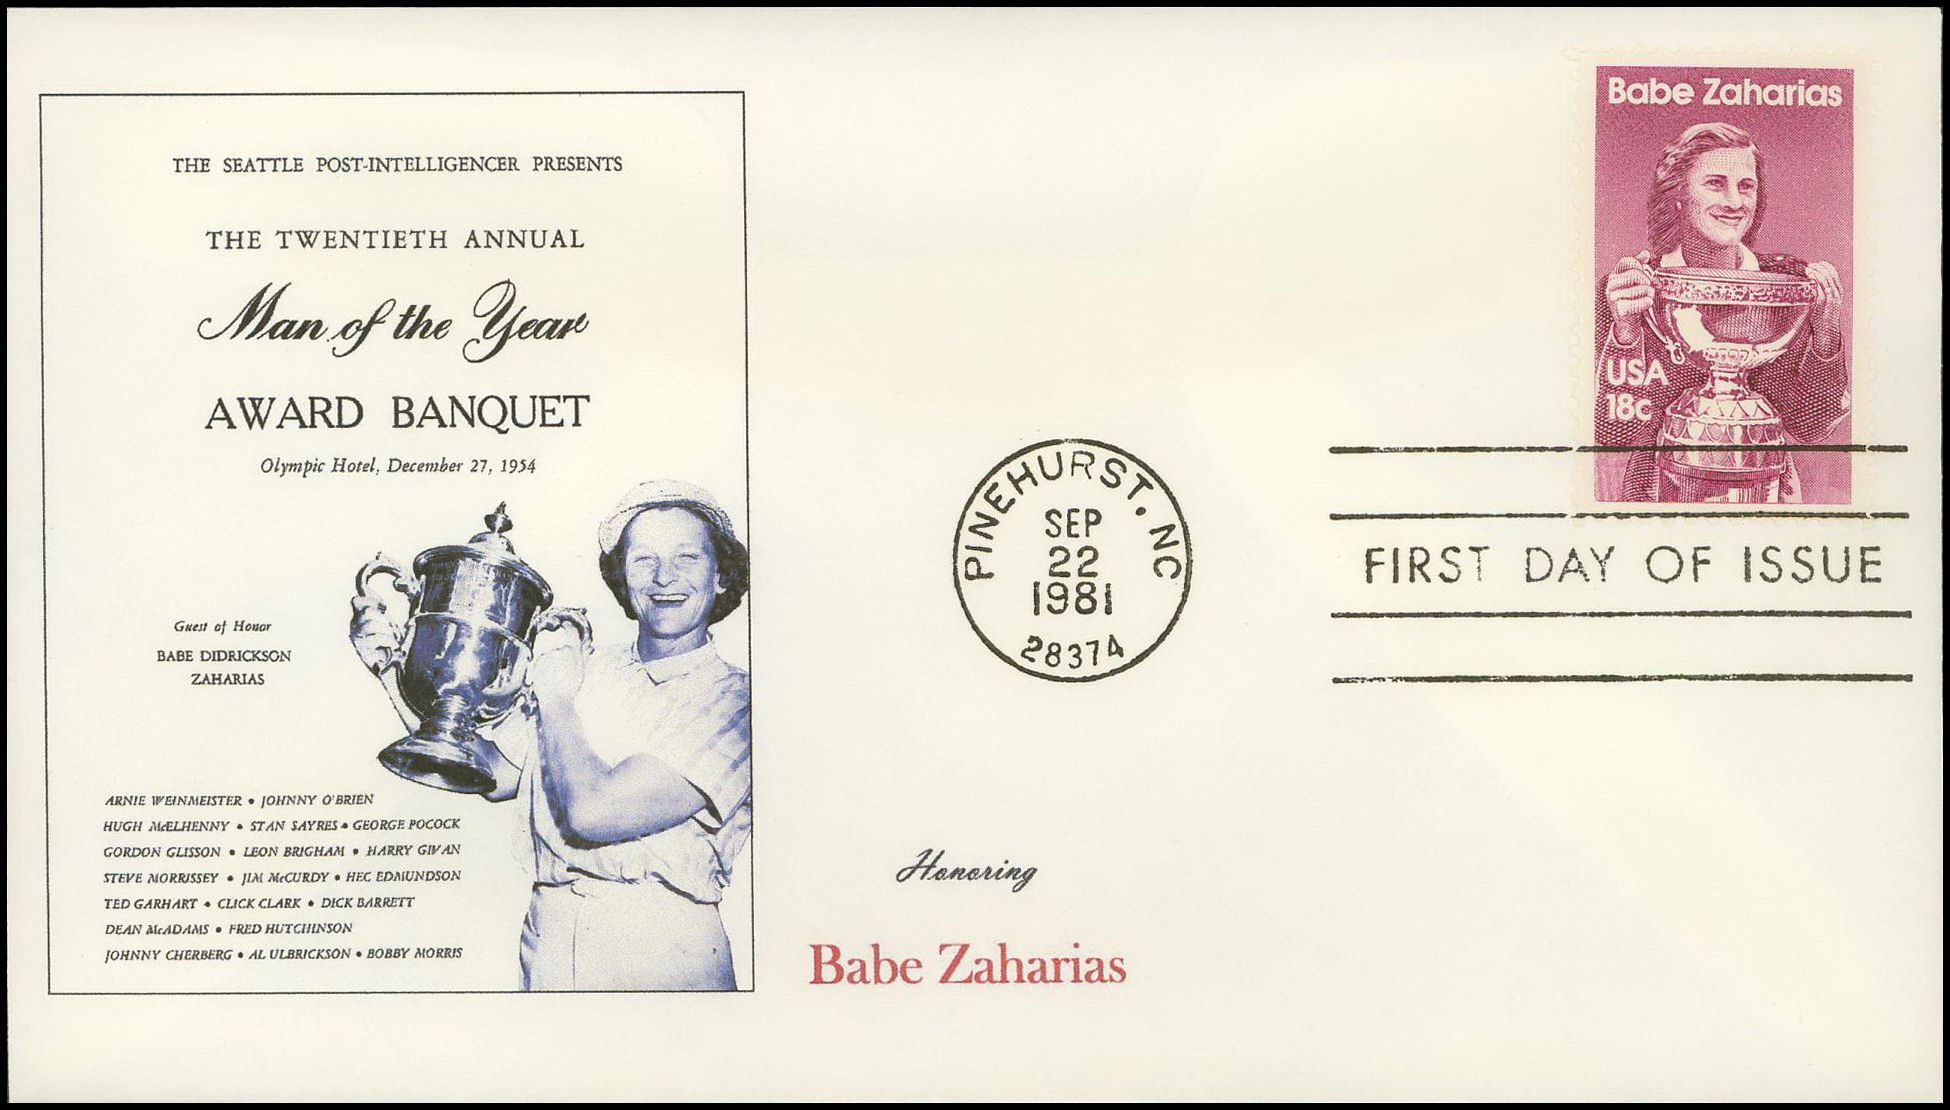 THE SEATTLE POST-INTELLIGENCER PRESENTS
THE TWENTIETH ANNUAL
Man of the Year
AWARD BANQUET
Olympic Hotel, December 27, 1954
Guest of Honor
BABE DIDRICKSON
ZAHARIAS
ARNIE WEINMEISTER • JOHNNY O'BRIEN
HUGH McELHENNY • STAN SAYRES • GEORGE POCOCK
GORDON GLISSON • LEON BRIGHAM • HARRY GIVAN
STEVE MORRISSEY • JIM McCURDY • HEC EDMUNDSON
TED GARHART • CLICK CLARK • DICK BARRETT
DEAN McADAMS • FRED HUTCHINSON
JOHNNY CHERBERG • AL ULBRICKSON • BOBBY MORRIS
Honoring
Babe Zaharias
PINEHURST, NC
SEP
22
1981
28374
Babe Zaharias
USA
18c
FIRST DAY OF ISSUE